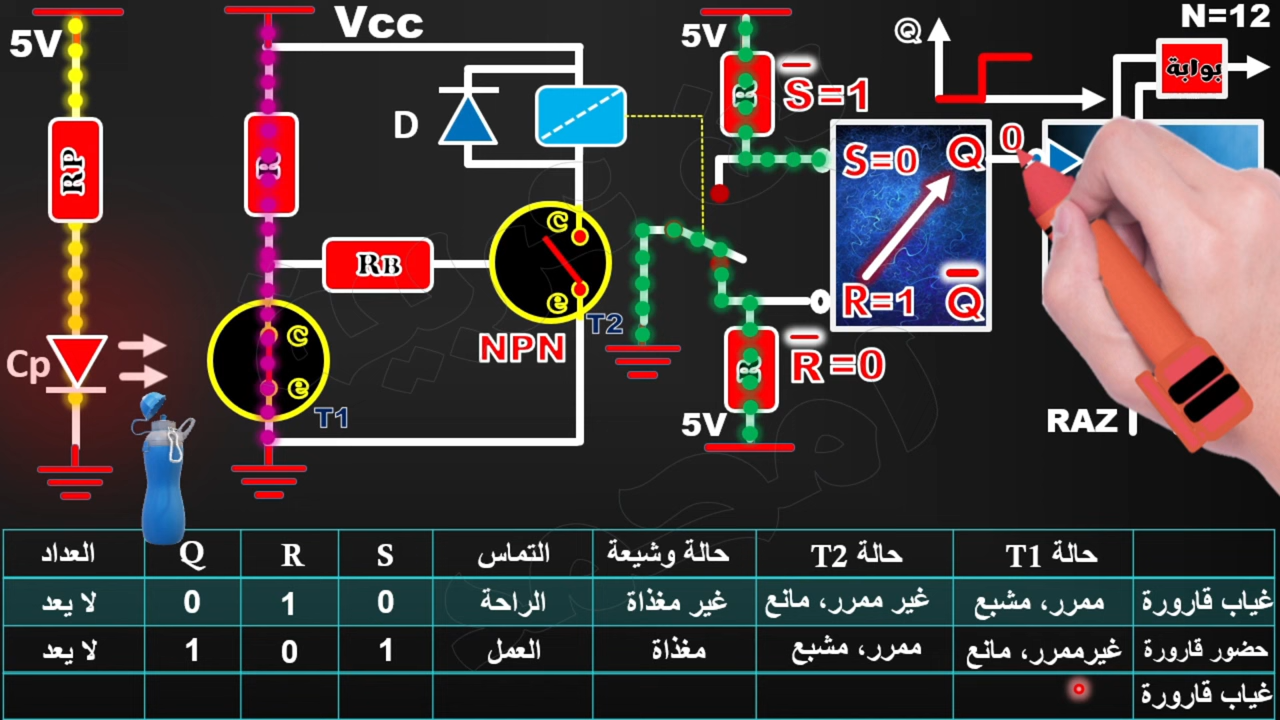 5V
Vcc
5V
N=12
Q
بوابة
S=1
D
R
R
RP
S=0 Q 0
RB
c
e
NPN
T2
R=1 Q
Cp
c
e
T1
R
R=0
5V
RAZ
حالة T1 حالة T2 حالة وشيعة التماس S R Q العداد
غياب قارورة ممرر، مشبع غير ممرر، مانع غير مغذاة الراحة 0 1 0 لا يعد
حضور قارورة غيرممرر، مانع ممرر، مشبع مغذاة العمل 1 0 1 لا يعد
غياب قارورة